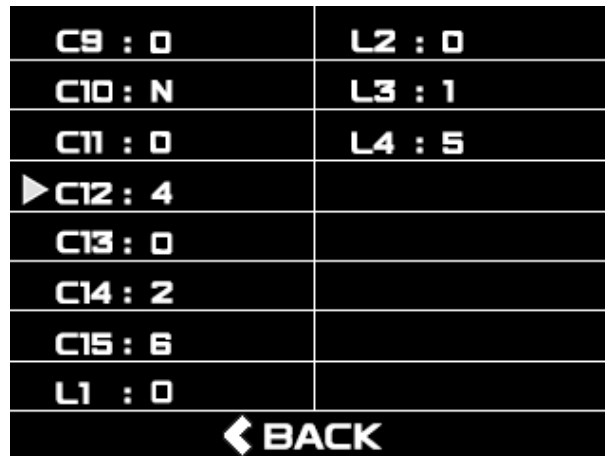 C9 : 0
C10 : N
C11 : 0
C12 : 4
C13 : 0
C14 : 2
C15 : 6
L1 : 0
L2 : 0
L3 : 1
L4 : 5
BACK